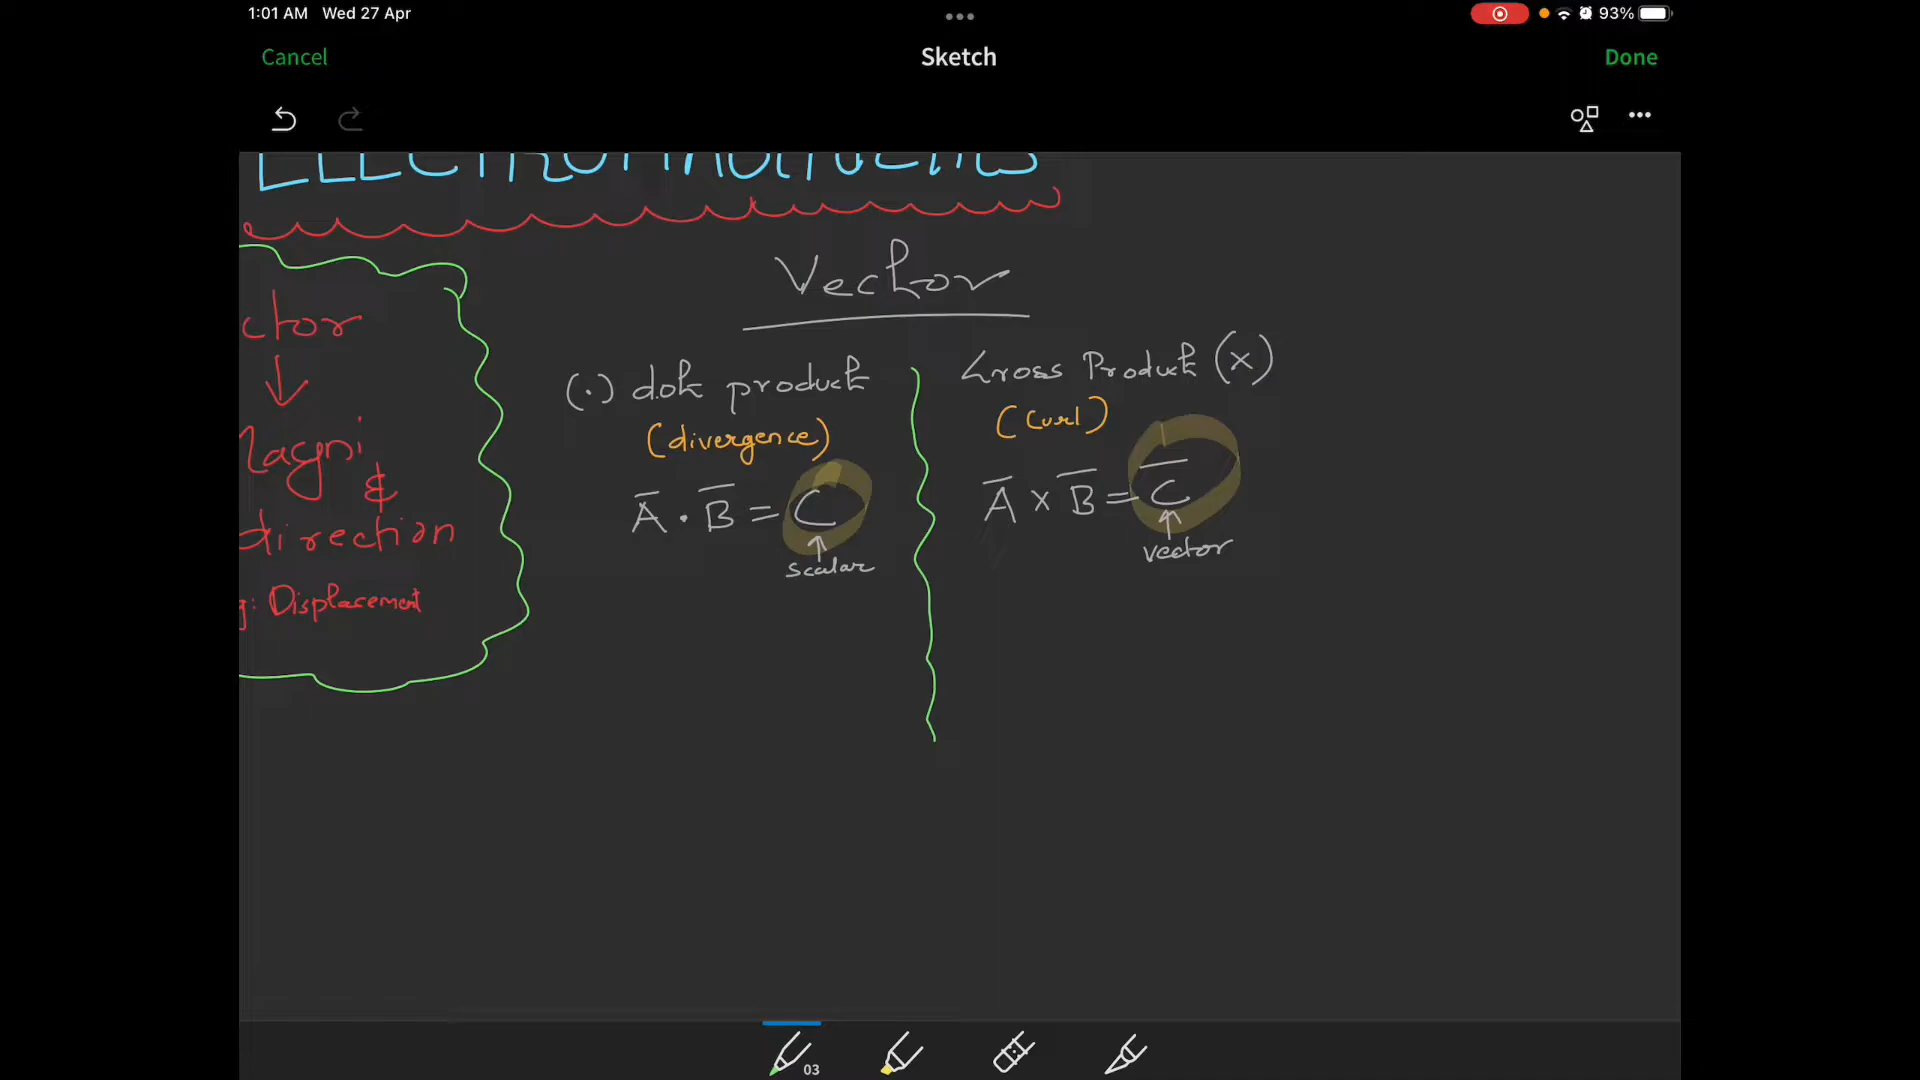 1:01 AM Wed 27 Apr
93%
Cancel
Sketch
Done
Vector
ctor
Magni
&
direction
g: Displacement
(·) dot product
(divergence)
A̅ · B̅ = C
scalar
Cross Product (x)
(curl)
A̅ x B̅ = C̅
vector
03